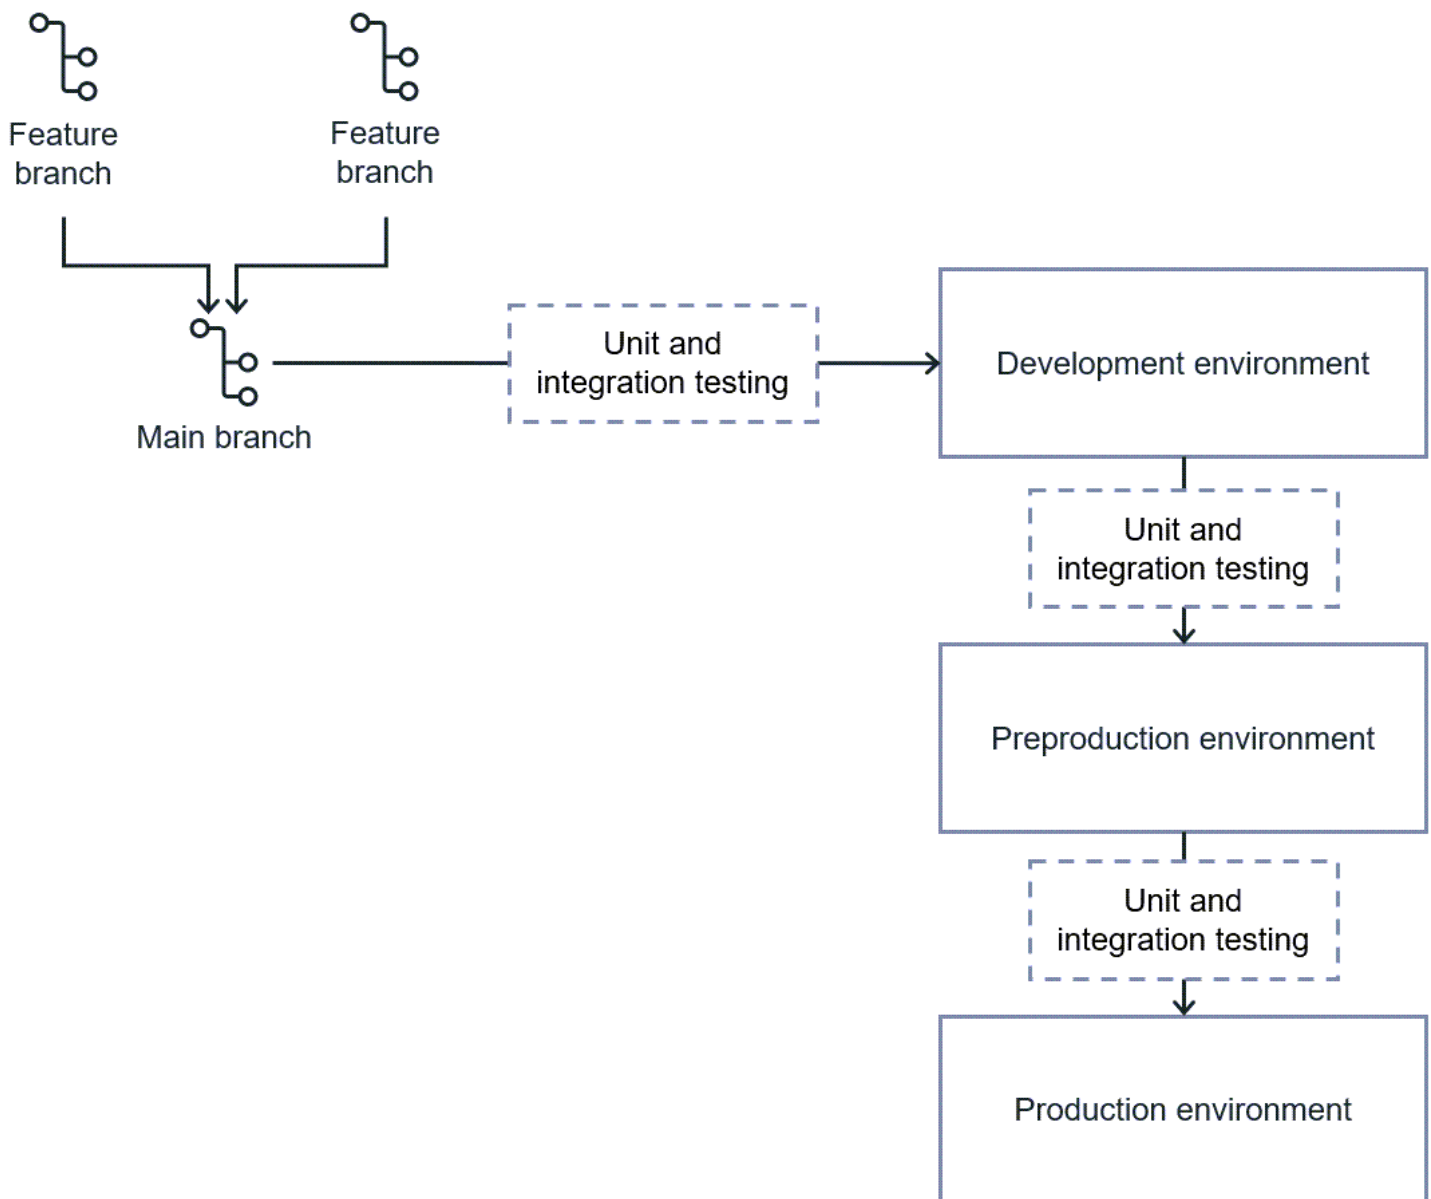 Feature
branch
Feature
branch
Main branch
Unit and
integration testing
Development environment
Unit and
integration testing
Preproduction environment
Unit and
integration testing
Production environment